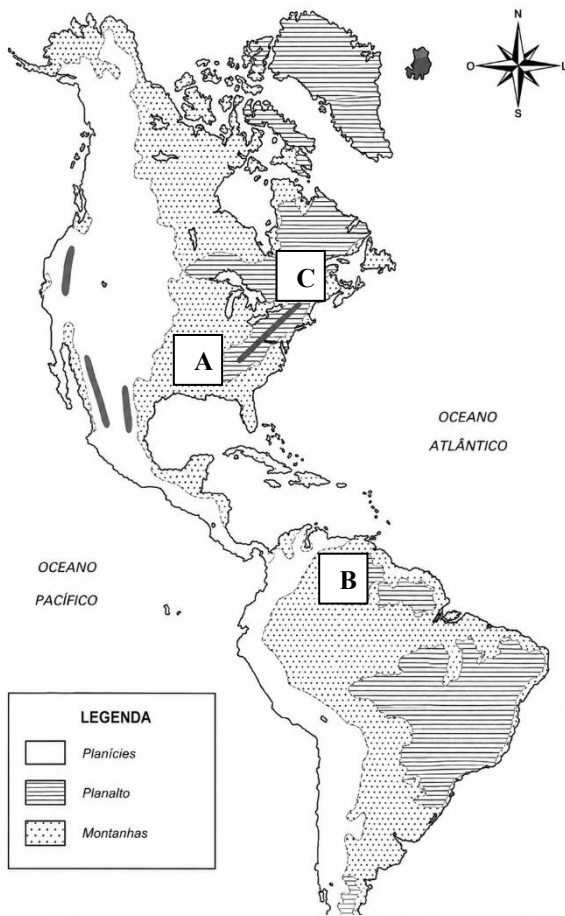 N
O L
S
C
A
OCEANO
ATLÂNTICO
B
OCEANO
PACÍFICO
LEGENDA
Planícies
Planalto
Montanhas